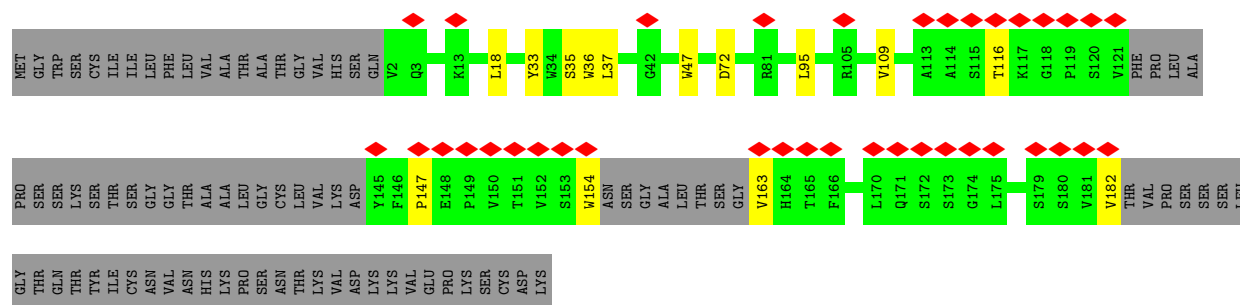 MET GLY TRP SER CYS ILE ILE LEU PHE LEU VAL ALA THR ALA THR GLY VAL HIS SER GLN V2 Q3 K13 L18 Y33 W34 S35 W36 L37 G42 W47 D72 R81 L95 R105 V109 A113 A114 S115 T116 K117 G118 P119 S120 V121 PHE PRO LEU ALA
PRO SER SER LYS SER THR SER GLY GLY THR ALA ALA LEU GLY CYS LEU VAL LYS ASP Y145 F146 P147 E148 P149 V150 T151 V152 S153 W154 ASN SER GLY ALA LEU THR SER GLY V163 H164 T165 F166 L170 Q171 S172 S173 G174 L175 S179 S180 V181 V182 THR VAL PRO SER SER SER LEU
GLY THR GLN THR TYR ILE CYS ASN VAL ASN HIS LYS PRO SER ASN THR LYS VAL ASP LYS LYS VAL GLU PRO LYS SER CYS ASP LYS